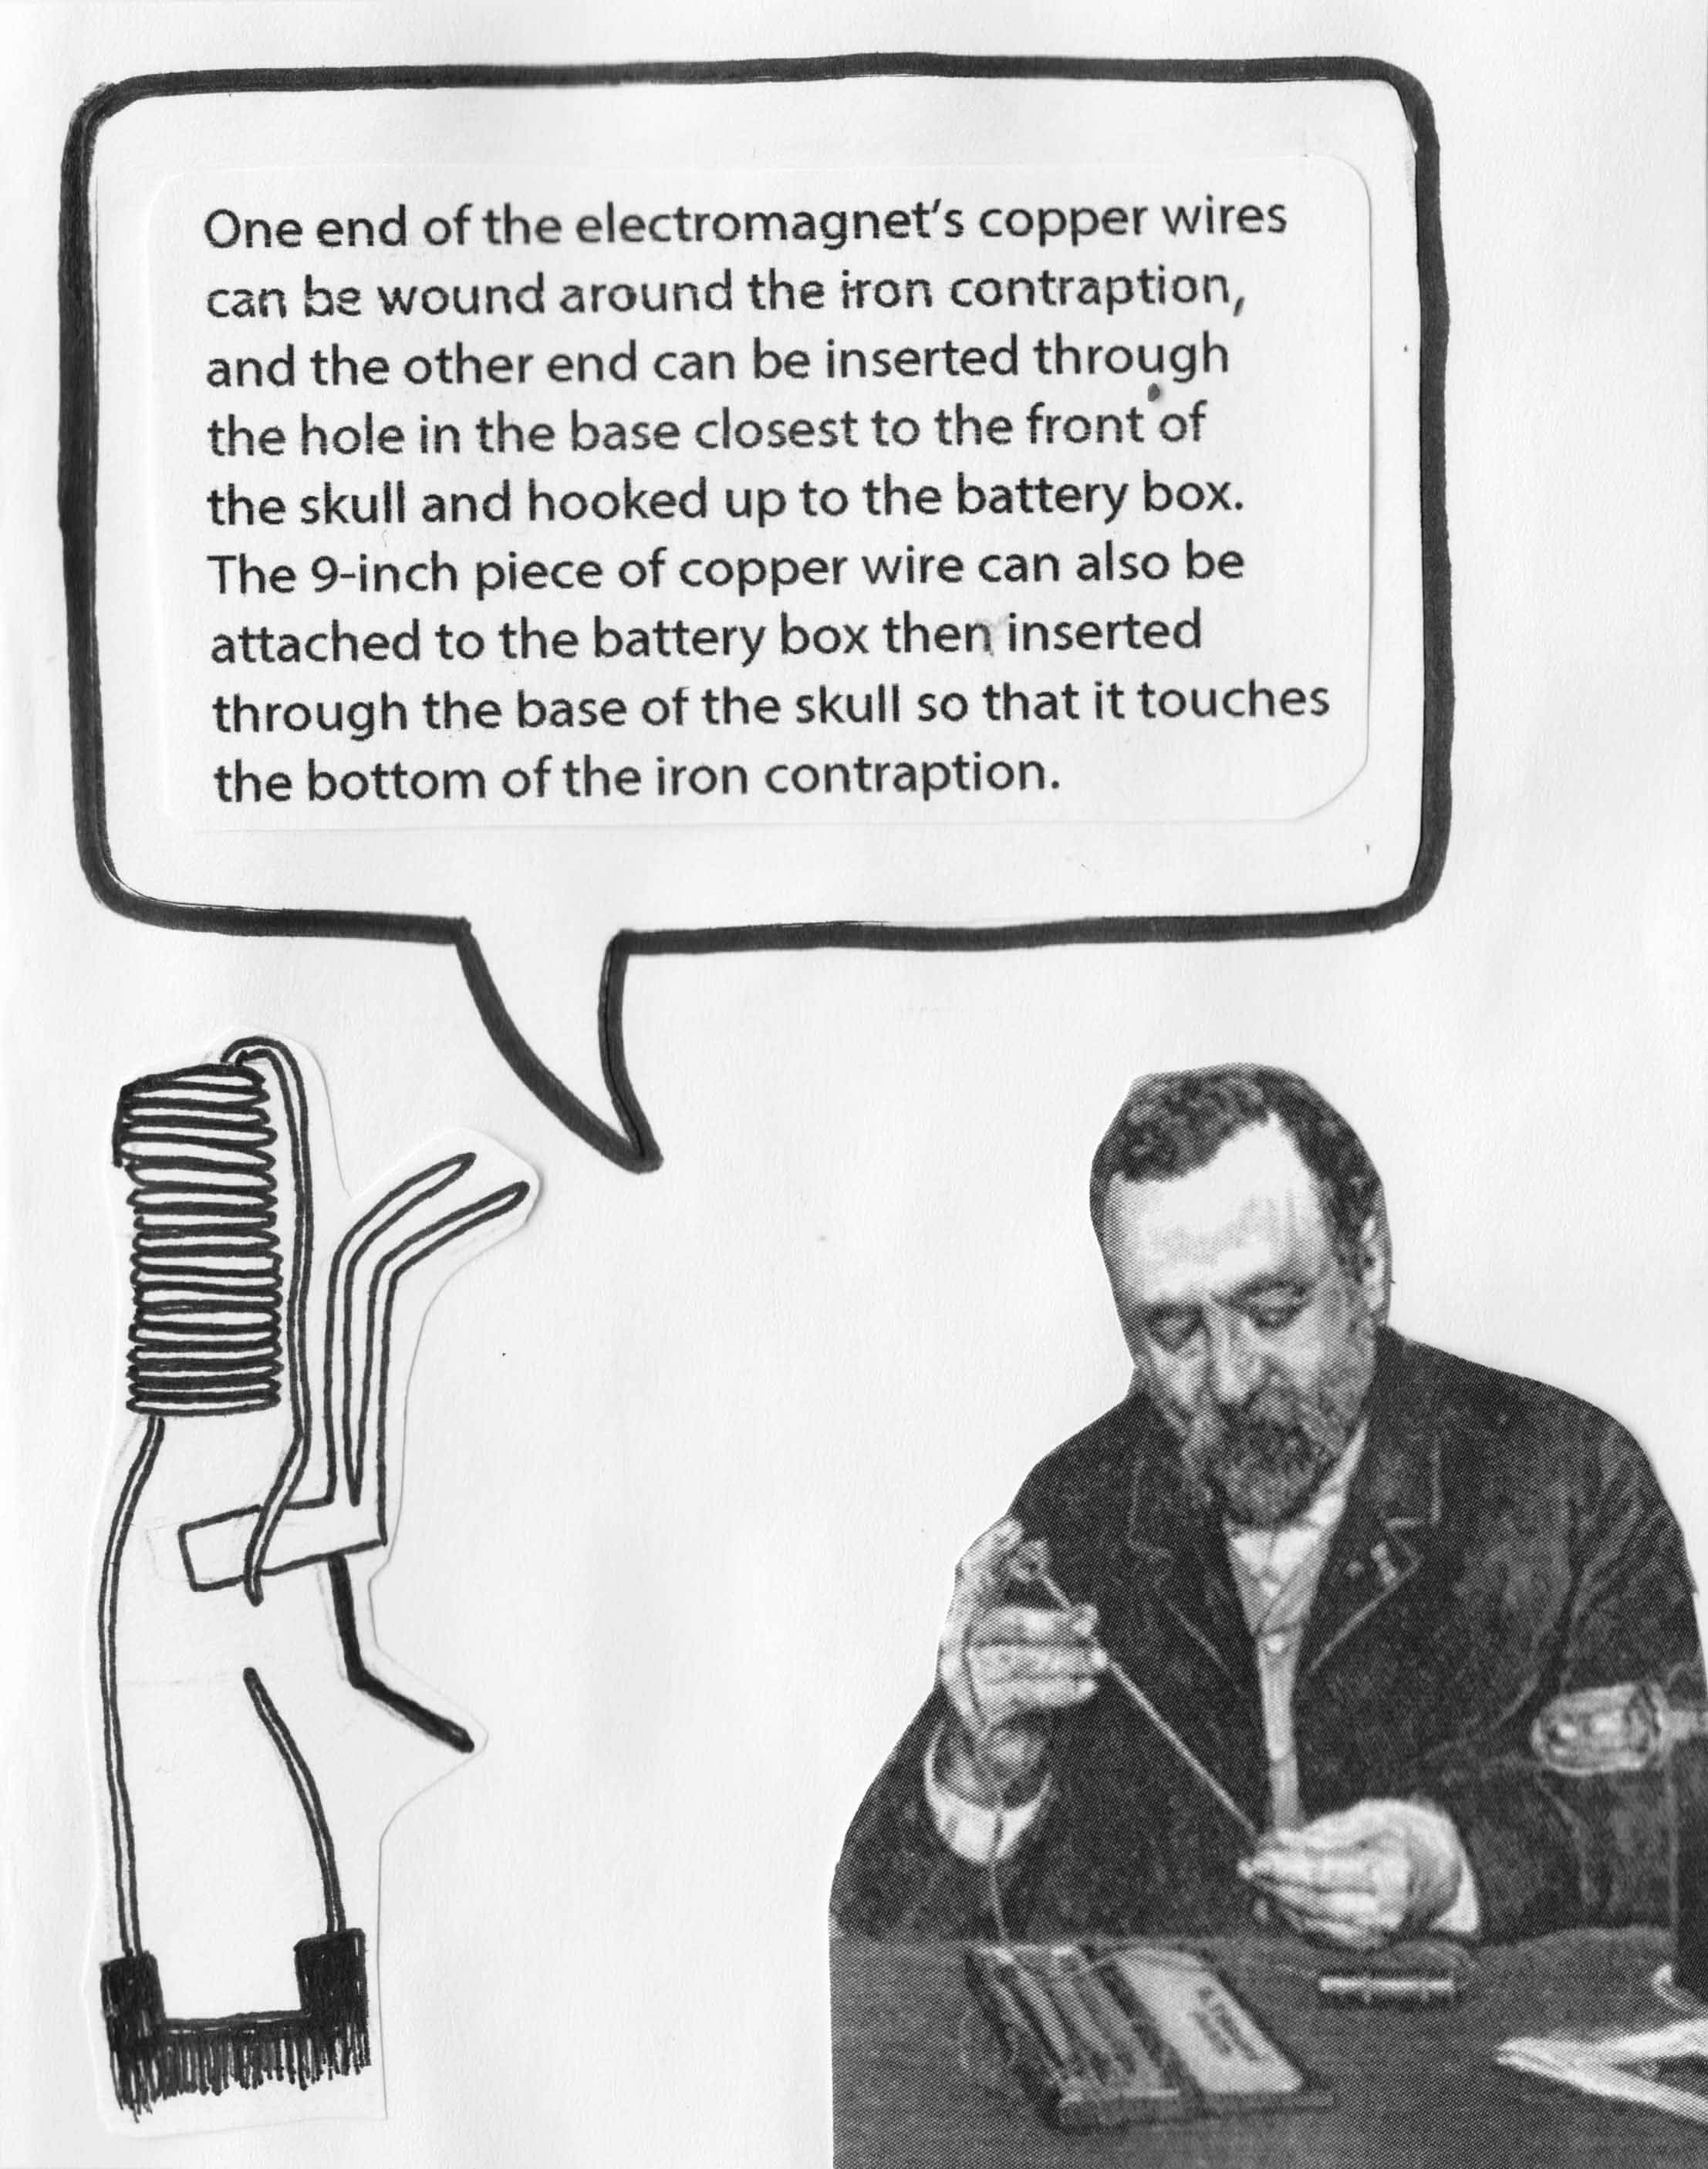 One end of the electromagnet's copper wires
can be wound around the iron contraption,
and the other end can be inserted through
the hole in the base closest to the front of
the skull and hooked up to the battery box.
The 9-inch piece of copper wire can also be
attached to the battery box then inserted
through the base of the skull so that it touches
the bottom of the iron contraption.